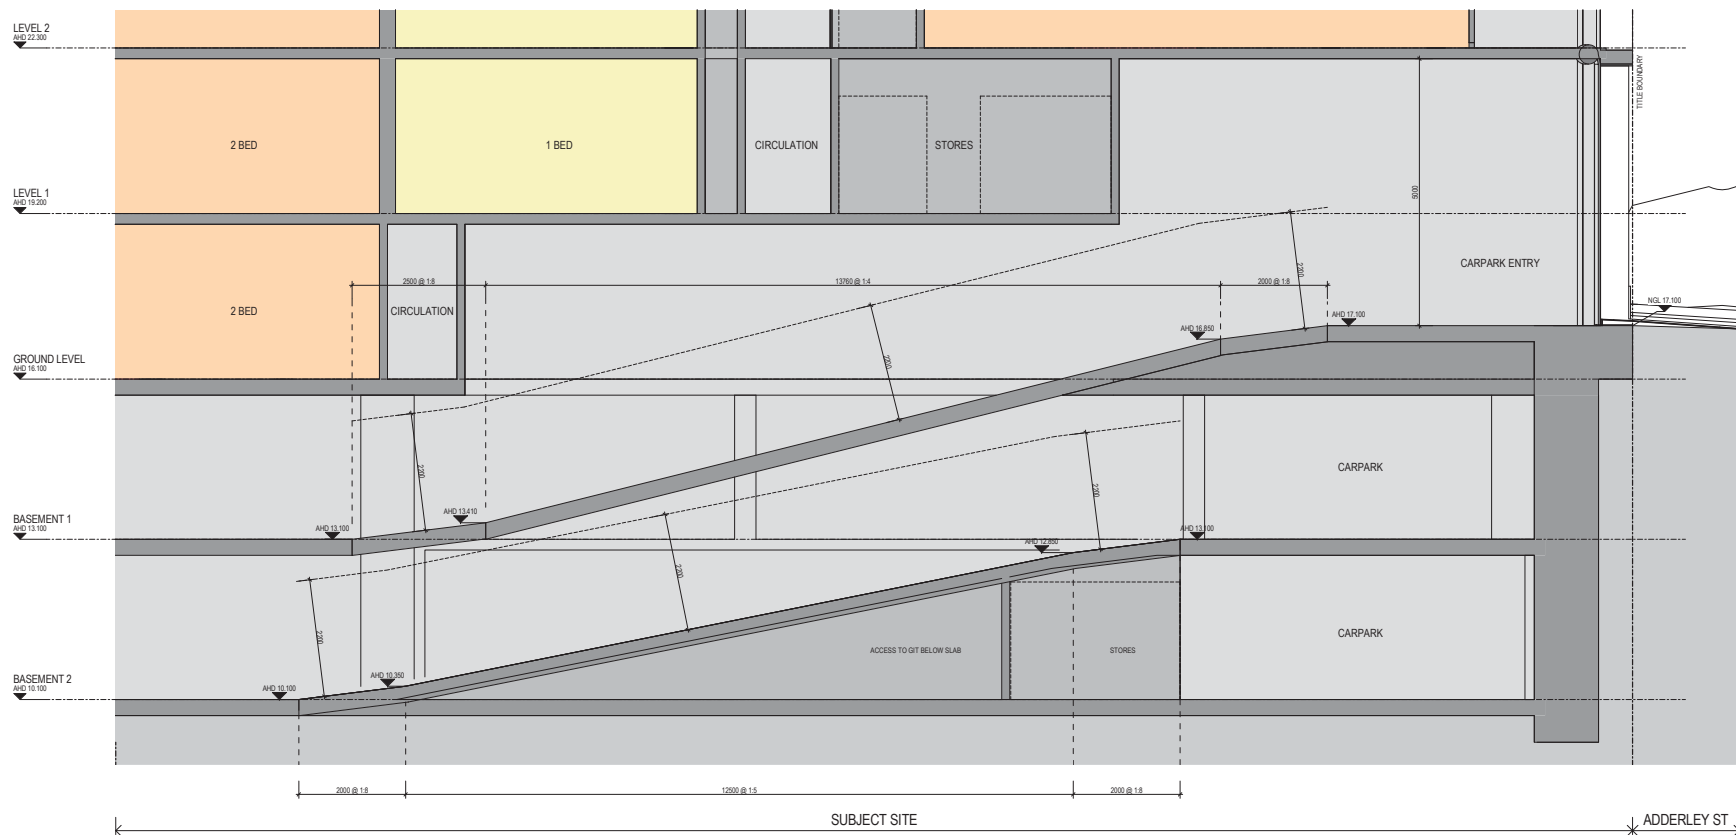 LEVEL 2
AHD 22.300
TITLE BOUNDARY
2 BED
1 BED
CIRCULATION
STORES
LEVEL 1
AHD 19.200
5000
CARPARK ENTRY
2200
2500 @ 1:8
13760 @ 1:4
2000 @ 1:8
NGL 17.100
2 BED
CIRCULATION
AHD 16.850
AHD 17.100
GROUND LEVEL
AHD 16.100
2200
2200
2200
CARPARK
AHD 13.410
BASEMENT 1
AHD 13.100
AHD 13.100
AHD 12.850
AHD 13.100
2200
2200
CARPARK
ACCESS TO GIT BELOW SLAB
STORES
BASEMENT 2
AHD 10.100
AHD 10.100
AHD 10.350
2000 @ 1:8
12500 @ 1:5
2000 @ 1:8
SUBJECT SITE
ADDERLEY ST